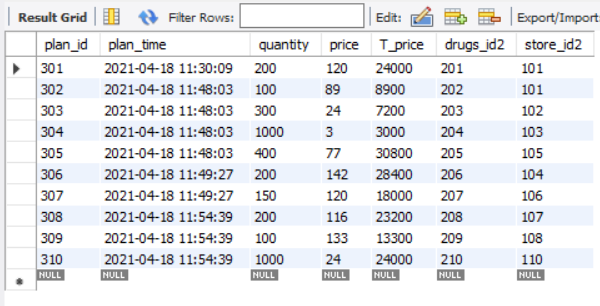 Result Grid Filter Rows: Edit: Export/Import
plan_id plan_time quantity price T_price drugs_id2 store_id2
301 2021-04-18 11:30:09 200 120 24000 201 101
302 2021-04-18 11:48:03 100 89 8900 202 101
303 2021-04-18 11:48:03 300 24 7200 203 102
304 2021-04-18 11:48:03 1000 3 3000 204 103
305 2021-04-18 11:48:03 400 77 30800 205 105
306 2021-04-18 11:49:27 200 142 28400 206 104
307 2021-04-18 11:49:27 150 120 18000 207 106
308 2021-04-18 11:54:39 200 116 23200 208 107
309 2021-04-18 11:54:39 100 133 13300 209 108
310 2021-04-18 11:54:39 1000 24 24000 210 110
NULL NULL NULL NULL NULL NULL NULL